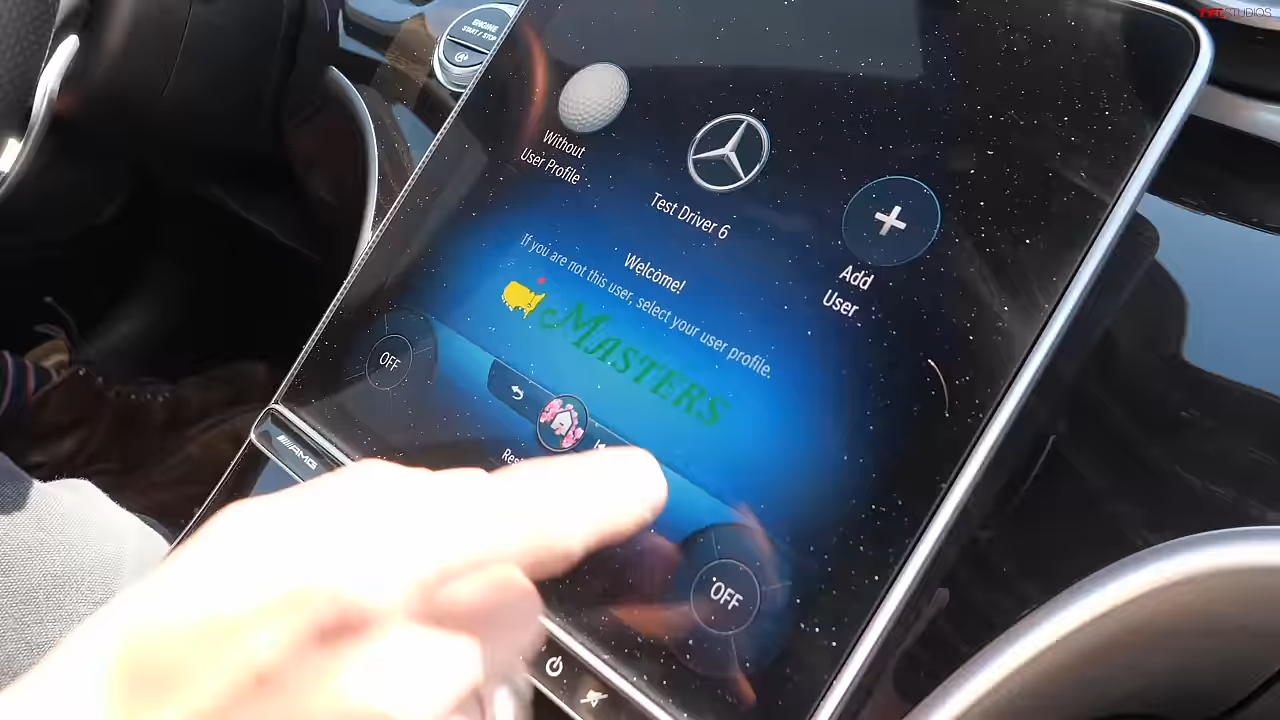 ENGINE
START / STOP
STUDIOS
Without
User Profile
Test Driver 6
Add
User
Welcome!
If you are not this user, select your user profile.
MASTERS
OFF
AMG
OFF